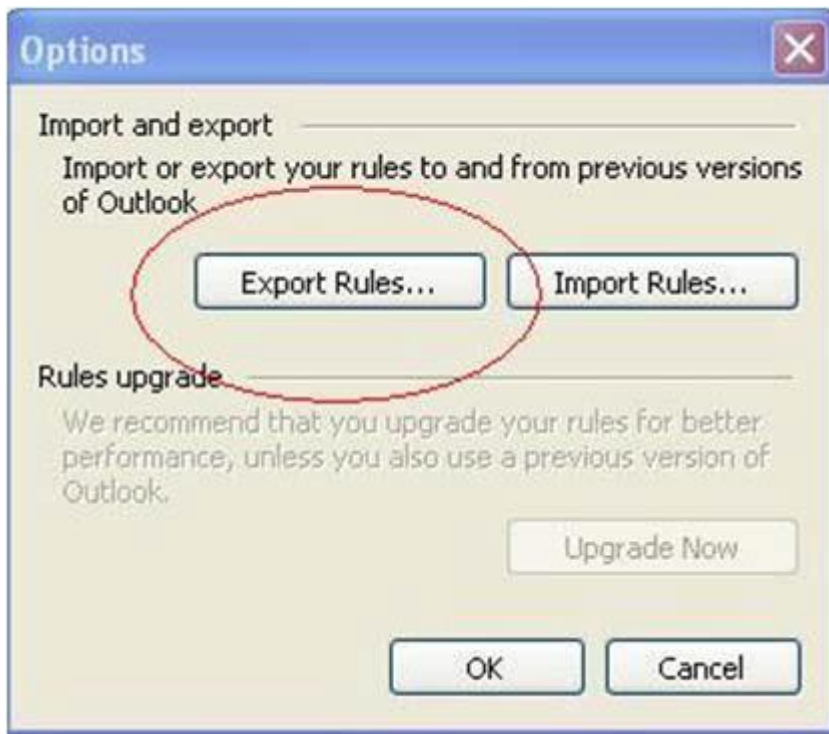 Options
Import and export
Import or export your rules to and from previous versions
of Outlook
Export Rules...
Import Rules...
Rules upgrade
We recommend that you upgrade your rules for better
performance, unless you also use a previous version of
Outlook.
Upgrade Now
OK
Cancel